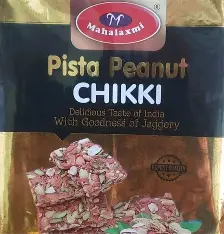 M
Mahalaxmi
®
Pista Peanut
CHIKKI
Delicious Taste of India
With Goodness of Jaggery